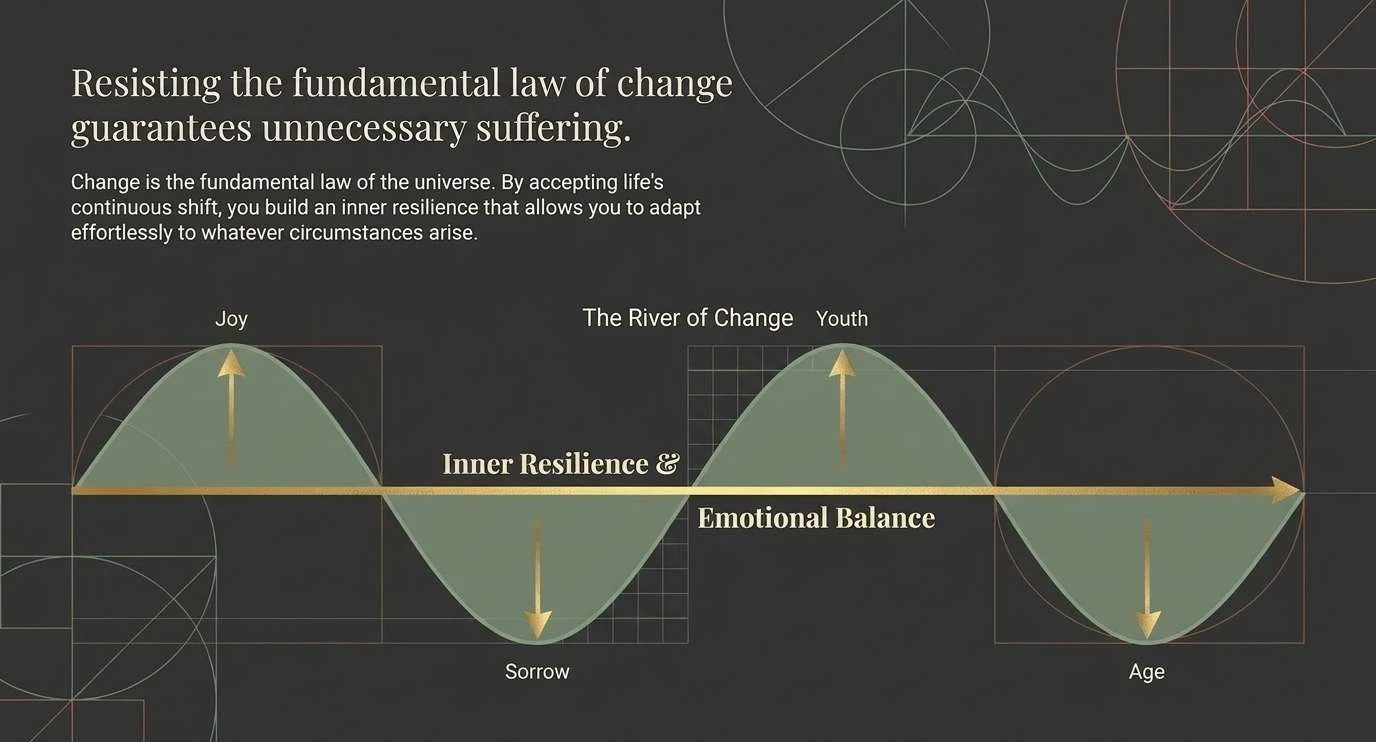 Resisting the fundamental law of change
guarantees unnecessary suffering.
Change is the fundamental law of the universe. By accepting life's
continuous shift, you build an inner resilience that allows you to adapt
effortlessly to whatever circumstances arise.
Joy
The River of Change
Youth
Inner Resilience &
Emotional Balance
Sorrow
Age